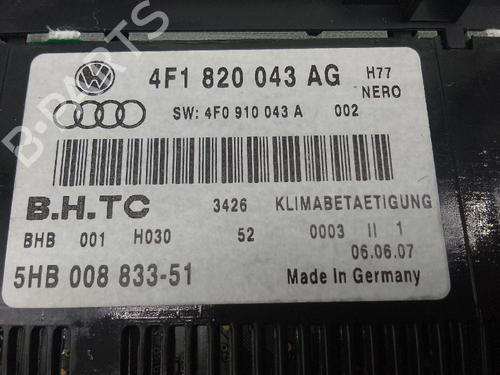 4F1 820 043 AG H77
NERO
SW: 4F0 910 043 A 002
B.H.TC 3426 KLIMABETAETIGUNG
BHB 001 H030 52 0003 II 1
06.06.07
5HB 008 833-51 Made in Germany
B-PARTS